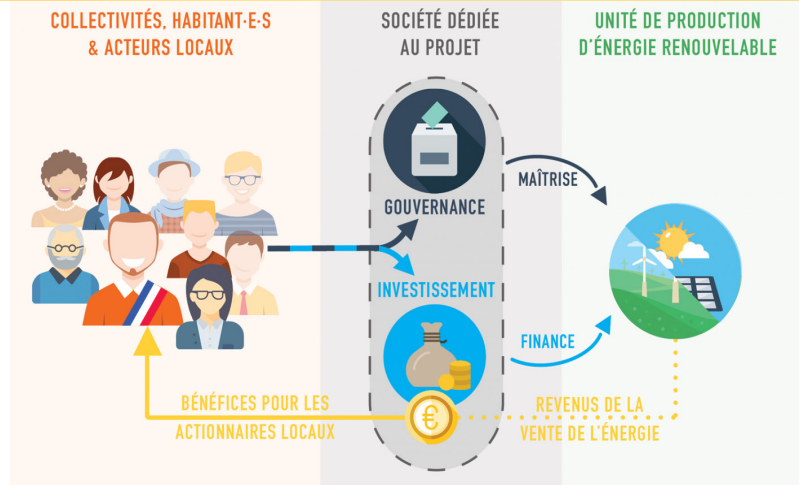 COLLECTIVITÉS, HABITANT·E·S
& ACTEURS LOCAUX
SOCIÉTÉ DÉDIÉE
AU PROJET
UNITÉ DE PRODUCTION
D'ÉNERGIE RENOUVELABLE
GOUVERNANCE
MAÎTRISE
INVESTISSEMENT
FINANCE
BÉNÉFICES POUR LES
ACTIONNAIRES LOCAUX
€
REVENUS DE LA
VENTE DE L'ÉNERGIE